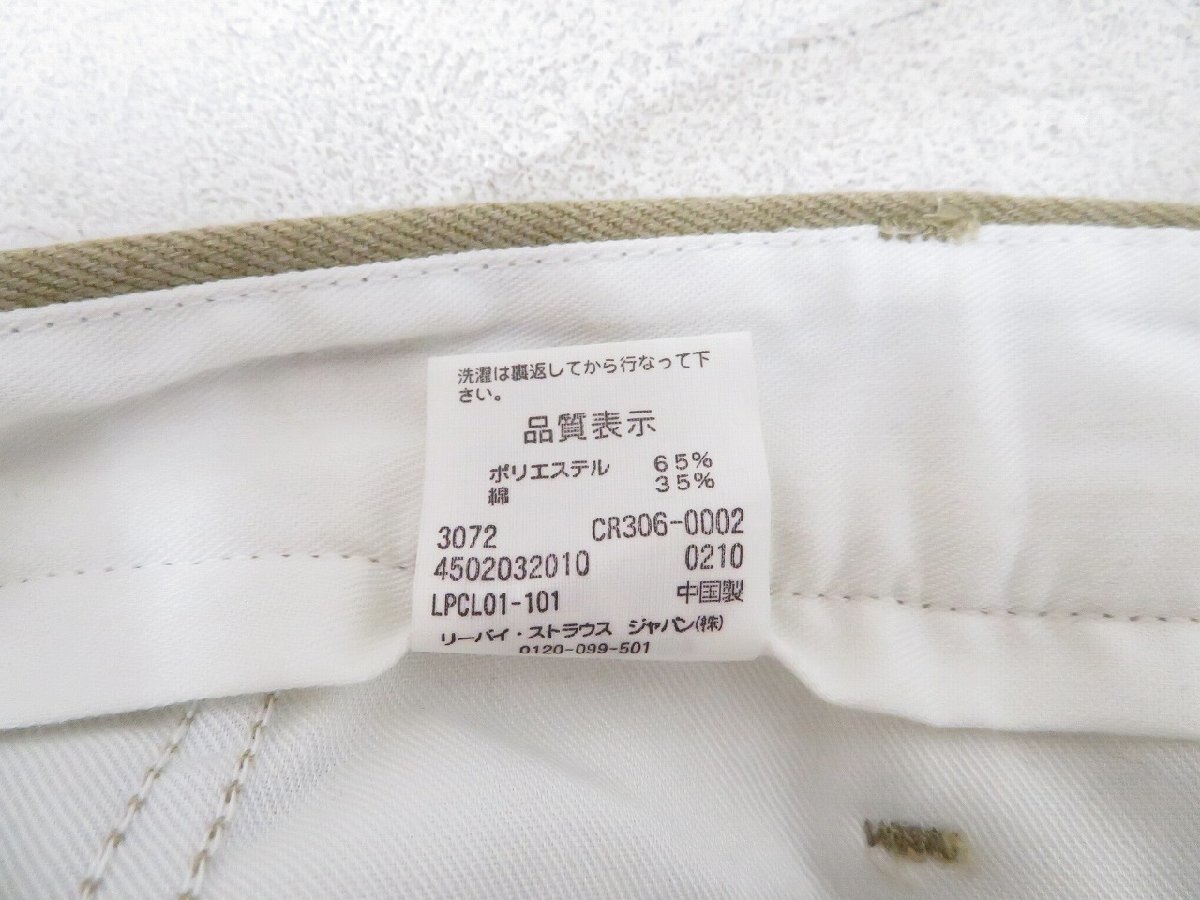 洗濯は裏返してから行なって下
さい。
品質表示
ポリエステル 65%
綿 35%
3072 CR306-0002
4502032010 0210
LPCL01-101 中国製
リーバイ・ストラウス ジャパン(株)
0120-099-501